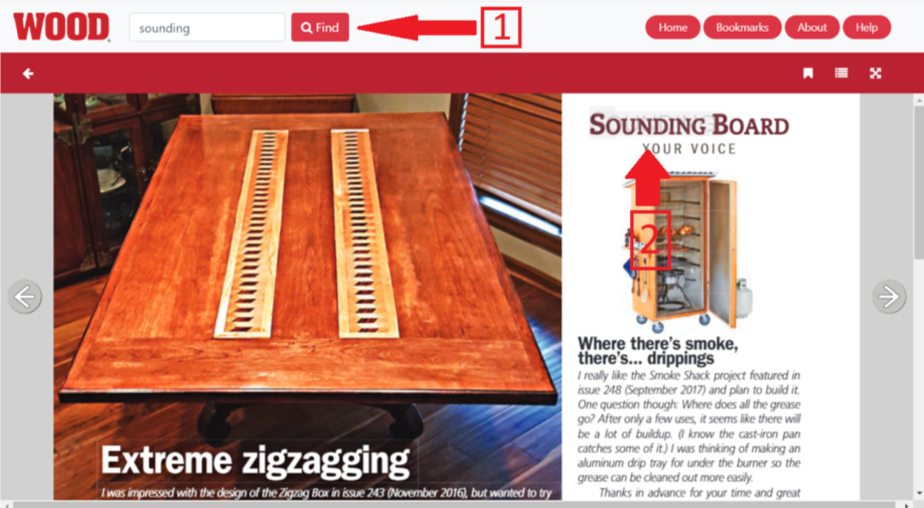 WOOD.
sounding
Find
1
Home
Bookmarks
About
Help
SOUNDING BOARD
YOUR VOICE
2
Where there's smoke,
there's... drippings
I really like the Smoke Shack project featured in
issue 248 (September 2017) and plan to build it.
One question though: Where does all the grease
go? After only a few uses, it seems like there will
be a lot of buildup. (I know the cast-iron pan
catches some of it.) I was thinking of making an
aluminum drip tray for under the burner so the
grease can be cleaned out more easily.
Thanks in advance for your time and great
Extreme zigzagging
I was impressed with the design of the Zigzag Box in issue 243 (November 2016), but wanted to try